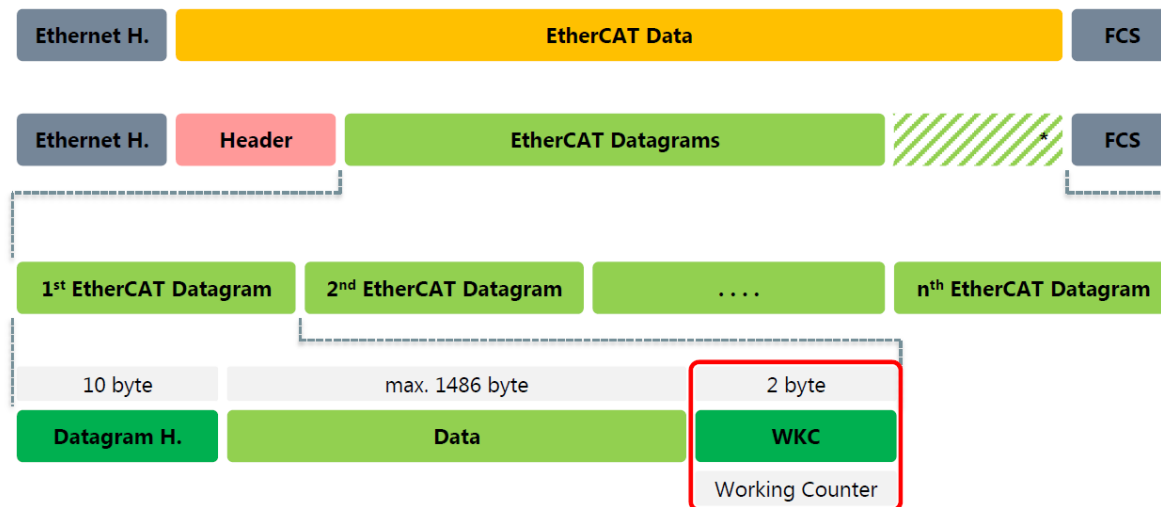 Ethernet H. EtherCAT Data FCS
Ethernet H. Header EtherCAT Datagrams * FCS
1st EtherCAT Datagram 2nd EtherCAT Datagram . . . . nth EtherCAT Datagram
10 byte max. 1486 byte 2 byte
Datagram H. Data WKC
Working Counter